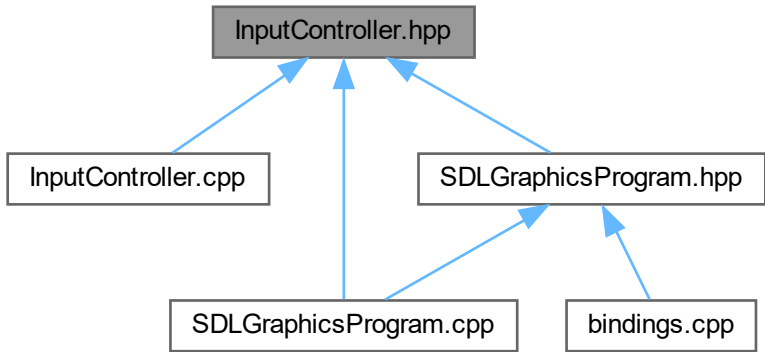 InputController.hpp
InputController.cpp
SDLGraphicsProgram.hpp
SDLGraphicsProgram.cpp
bindings.cpp